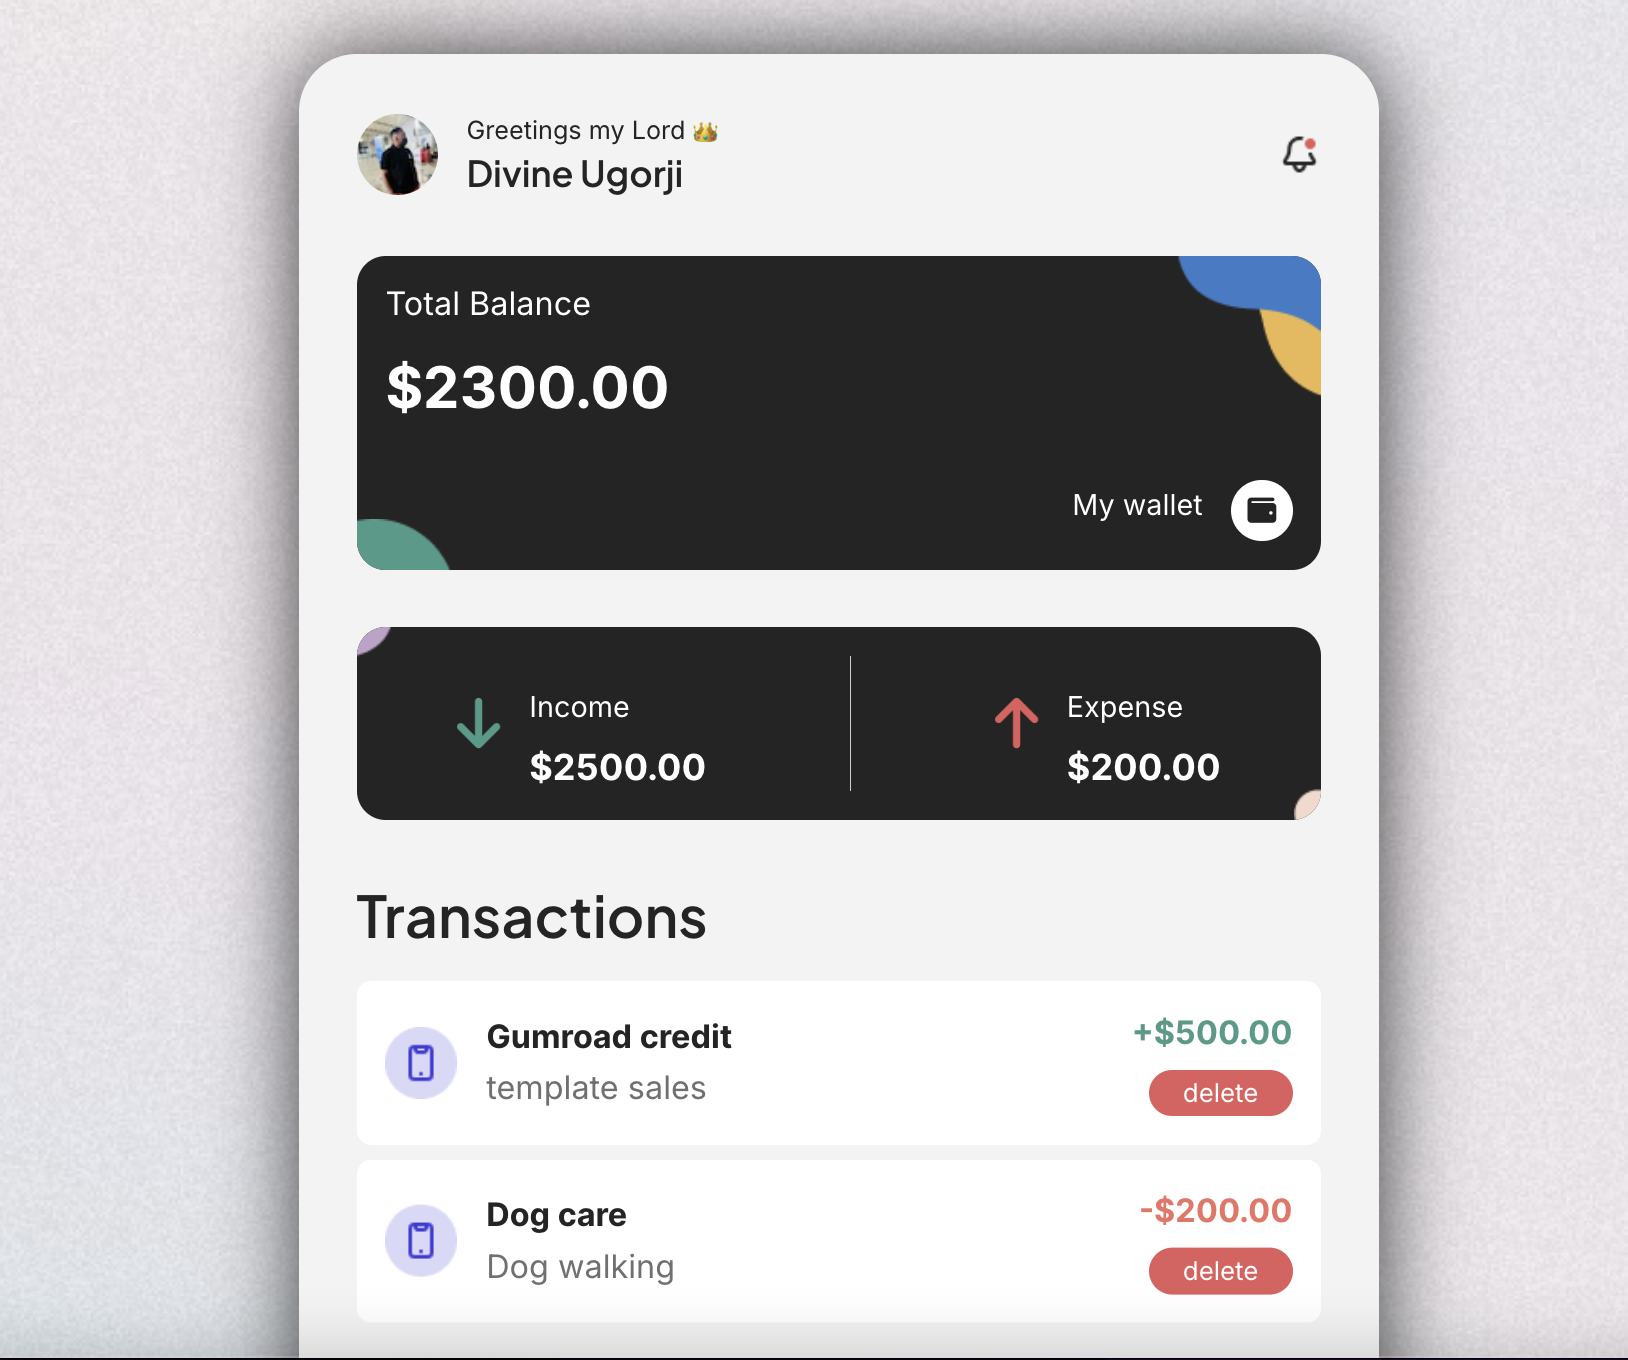 Greetings my Lord 👑
Divine Ugorji
Total Balance
$2300.00
My wallet
Income
$2500.00
Expense
$200.00
Transactions
Gumroad credit
template sales
+$500.00
delete
Dog care
Dog walking
-$200.00
delete